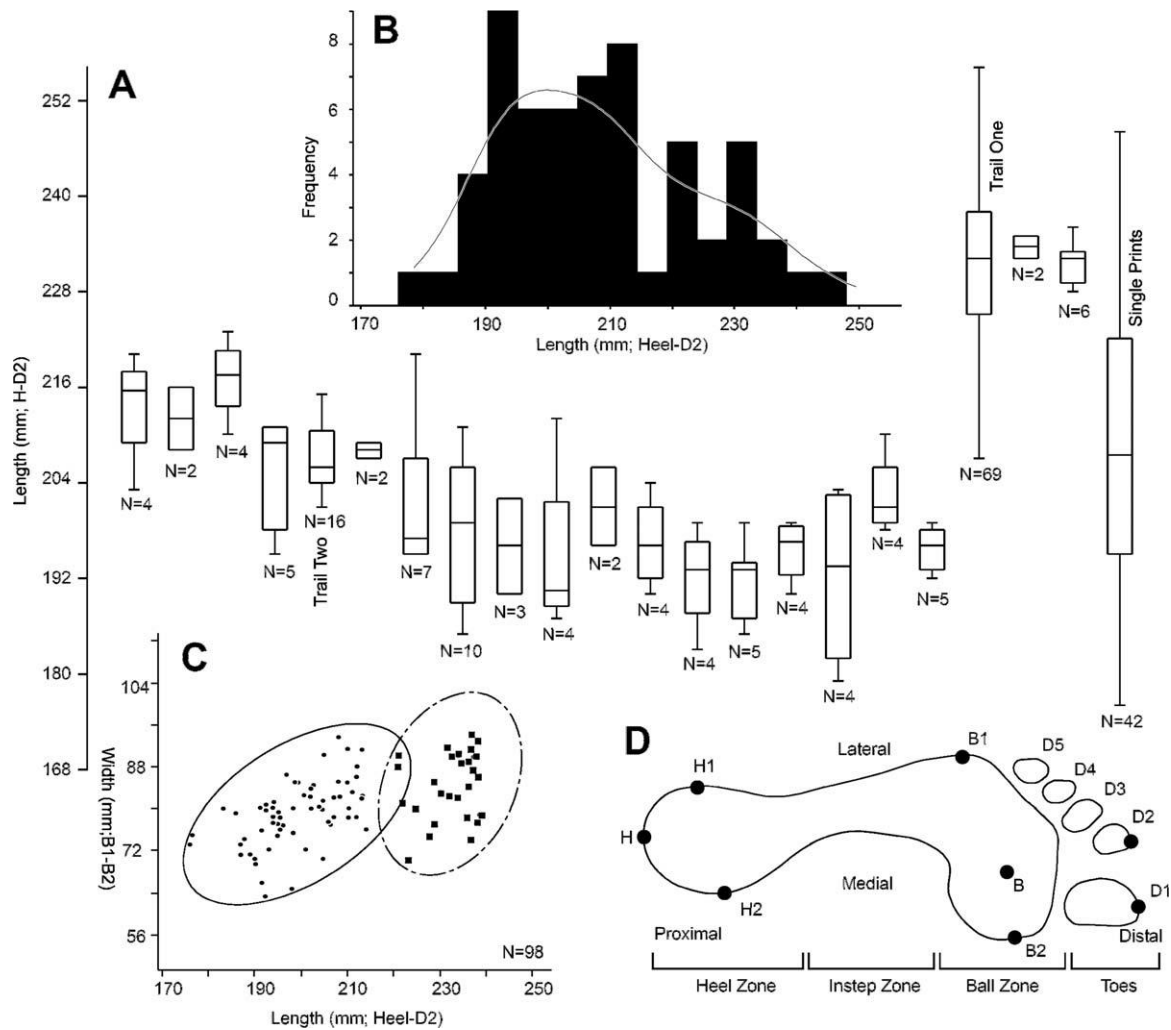 A
252
240
216
204
192
180
168
Length (mm; H-D2)
N=4
N=2
N=4
N=5
N=16
Trail Two
N=2
N=7
N=10
N=3
N=4
N=2
N=4
N=4
N=5
N=4
N=4
N=4
N=5
N=69
Trail One
N=2
N=6
Single Prints
N=42
B
8
6
4
2
0
Frequency
170
190
210
230
250
Length (mm; Heel-D2)
C
104
88
72
56
Width (mm;B1-B2)
N=98
170
190
210
230
250
Length (mm; Heel-D2)
D
Lateral
B1
D5
D4
D3
D2
D1
H1
H
H2
Medial
B
B2
Proximal
Distal
Heel Zone
Instep Zone
Ball Zone
Toes